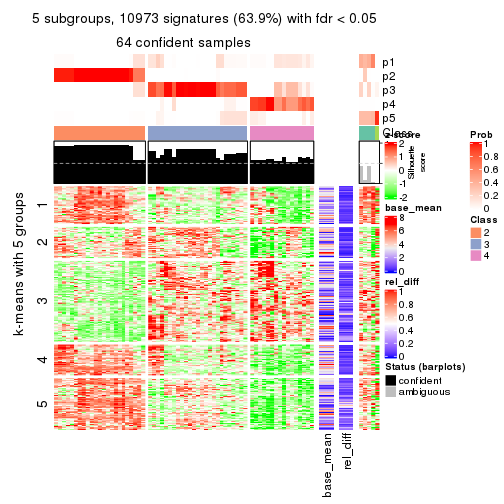 5 subgroups, 10973 signatures (63.9%) with fdr < 0.05
64 confident samples
p1
p2
p3
p4
p5
Class
Silhouette
score
k-means with 5 groups
1
2
3
4
5
base_mean
rel_diff
z-score
2
1
0
-1
-2
base_mean
8
6
4
2
0
rel_diff
1
0.8
0.6
0.4
0.2
0
Status (barplots)
confident
ambiguous
Prob
1
0.8
0.6
0.4
0.2
0
Class
2
3
4